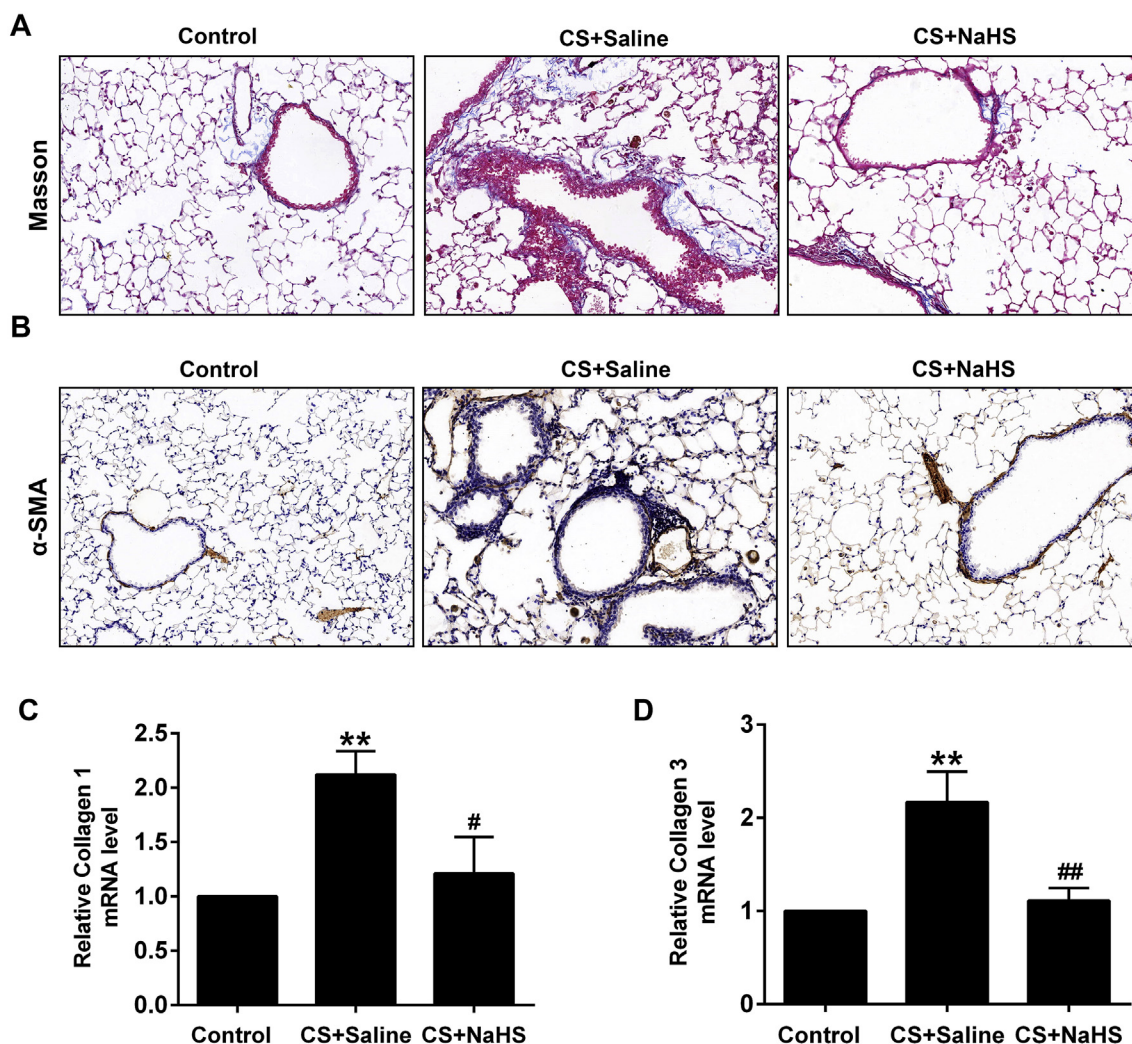 A
Control
CS+Saline
CS+NaHS
Masson
B
Control
CS+Saline
CS+NaHS
α-SMA
C
Relative Collagen 1
mRNA level
2.5
2.0
1.5
1.0
0.5
0.0
**
#
Control
CS+Saline
CS+NaHS
D
Relative Collagen 3
mRNA level
3
2
1
0
**
##
Control
CS+Saline
CS+NaHS